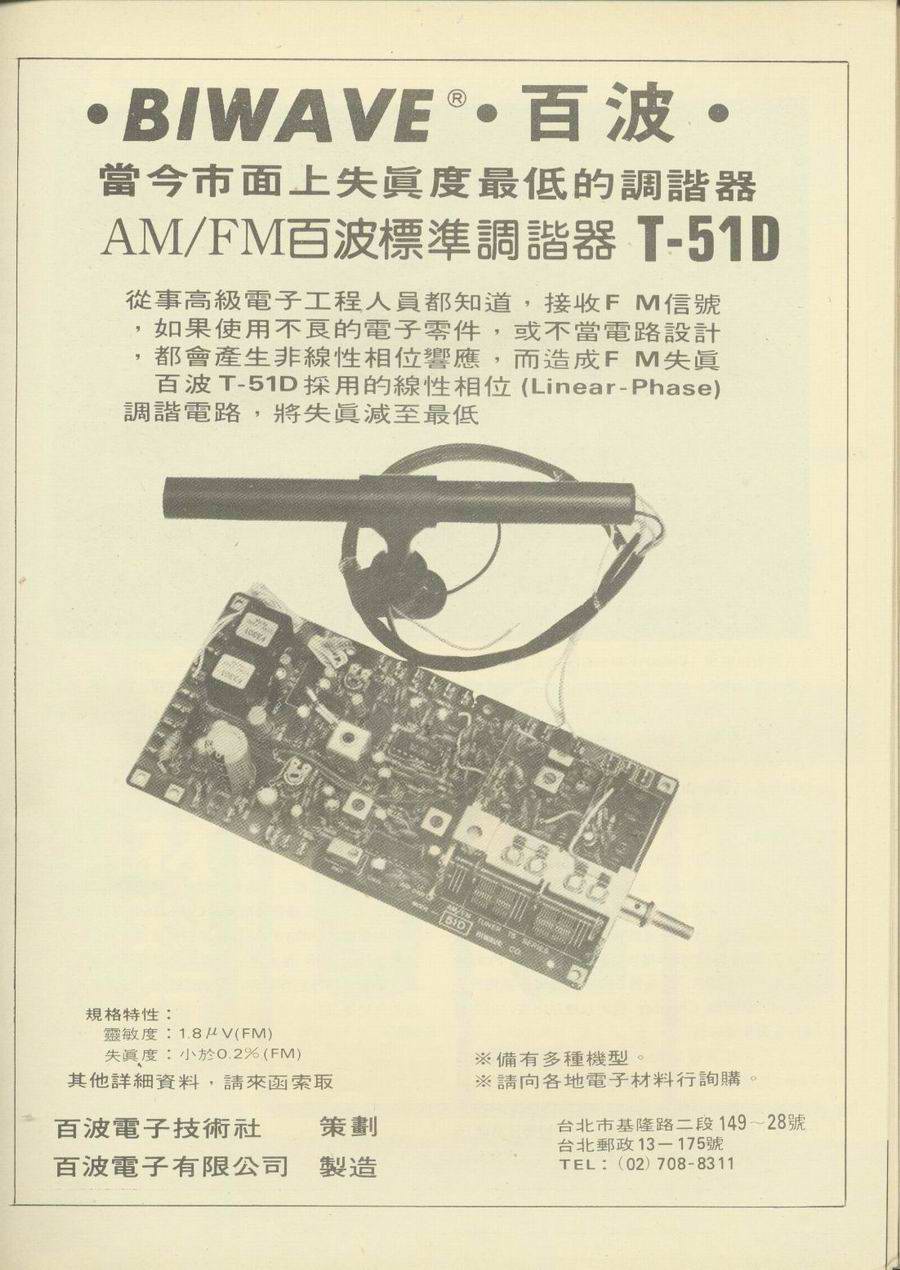 •BIWAVE®•百波•
當今市面上失眞度最低的調諧器
AM/FM百波標準調諧器 T-51D
從事高級電子工程人員都知道，接收F M信號
，如果使用不良的電子零件，或不當電路設計
，都會產生非線性相位響應，而造成F M失眞
百波T-51D採用的線性相位 (Linear-Phase)
調諧電路，將失眞減至最低
AM/FM TUNER TS SERIES
51D
BIWAVE CO.
規格特性：
靈敏度：1.8μV(FM)
失眞度：小於0.2%(FM)
其他詳細資料，請來函索取
※備有多種機型。
※請向各地電子材料行詢購。
百波電子技術社 策劃
百波電子有限公司 製造
台北市基隆路二段149～28號
台北郵政13－175號
TEL：(02) 708-8311